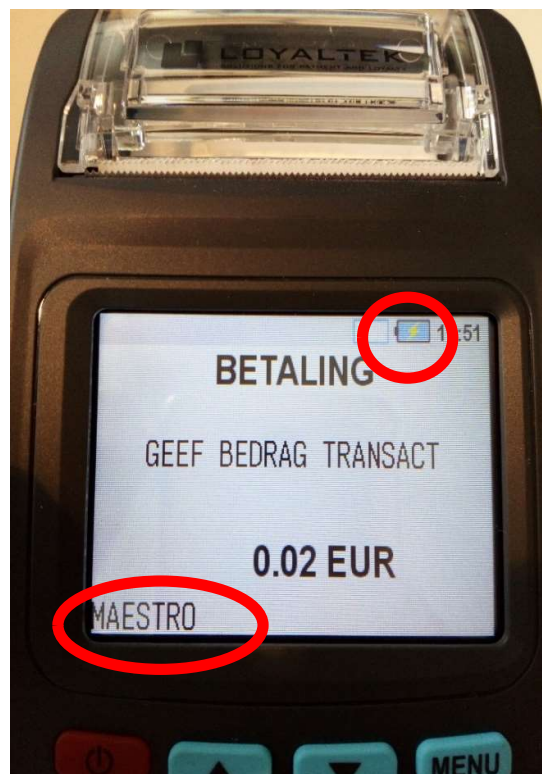 LOYALTEK
BETALING
GEEF BEDRAG TRANSACT
0.02 EUR
MAESTRO
MENU